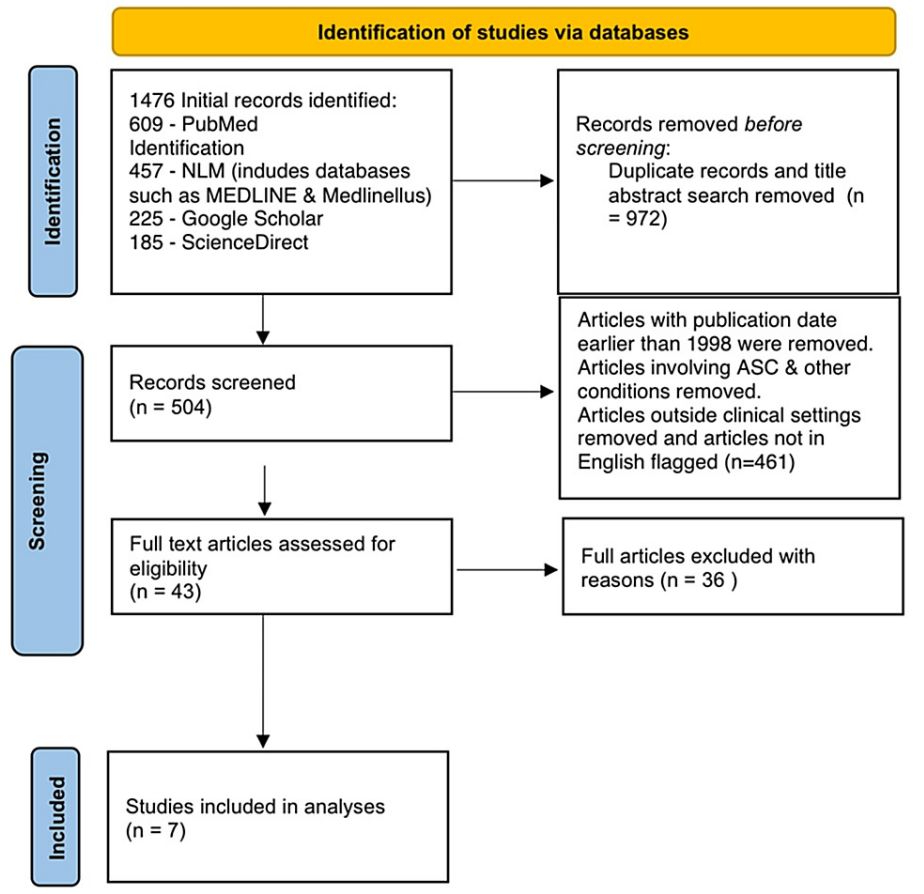 Identification of studies via databases
Identification
1476 Initial records identified:
609 - PubMed
Identification
457 - NLM (indudes databases
such as MEDLINE & Medlinellus)
225 - Google Scholar
185 - ScienceDirect
Records removed before
screening:
Duplicate records and title
abstract search removed (n
= 972)
Screening
Records screened
(n = 504)
Articles with publication date
earlier than 1998 were removed.
Articles involving ASC & other
conditions removed.
Articles outside clinical settings
removed and articles not in
English flagged (n=461)
Full text articles assessed for
eligibility
(n = 43)
Full articles excluded with
reasons (n = 36 )
Included
Studies included in analyses
(n = 7)